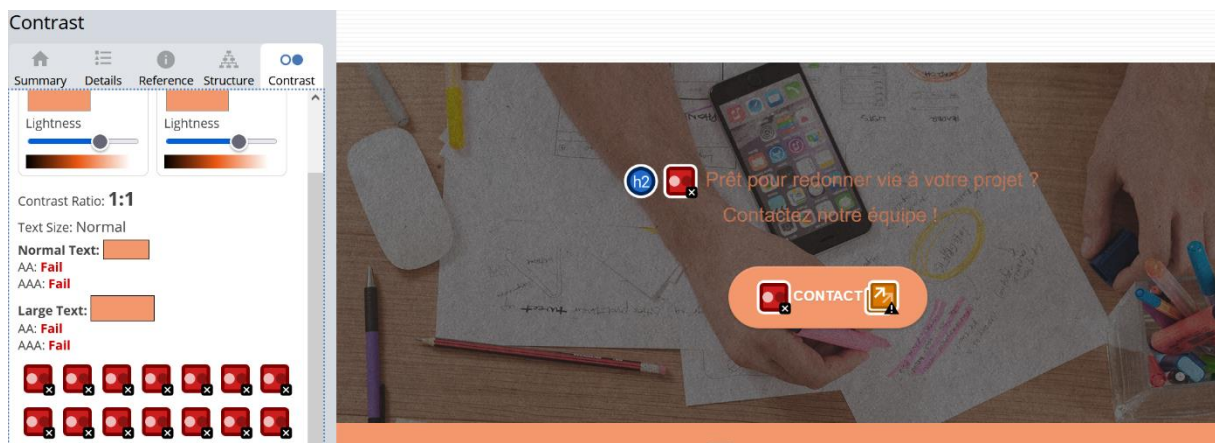 Contrast
Summary Details Reference Structure Contrast
Lightness Lightness
Contrast Ratio: 1:1
Text Size: Normal
Normal Text:
AA: Fail
AAA: Fail
Large Text:
AA: Fail
AAA: Fail
h2 Prêt pour redonner vie à votre projet ?
Contactez notre équipe !
CONTACT